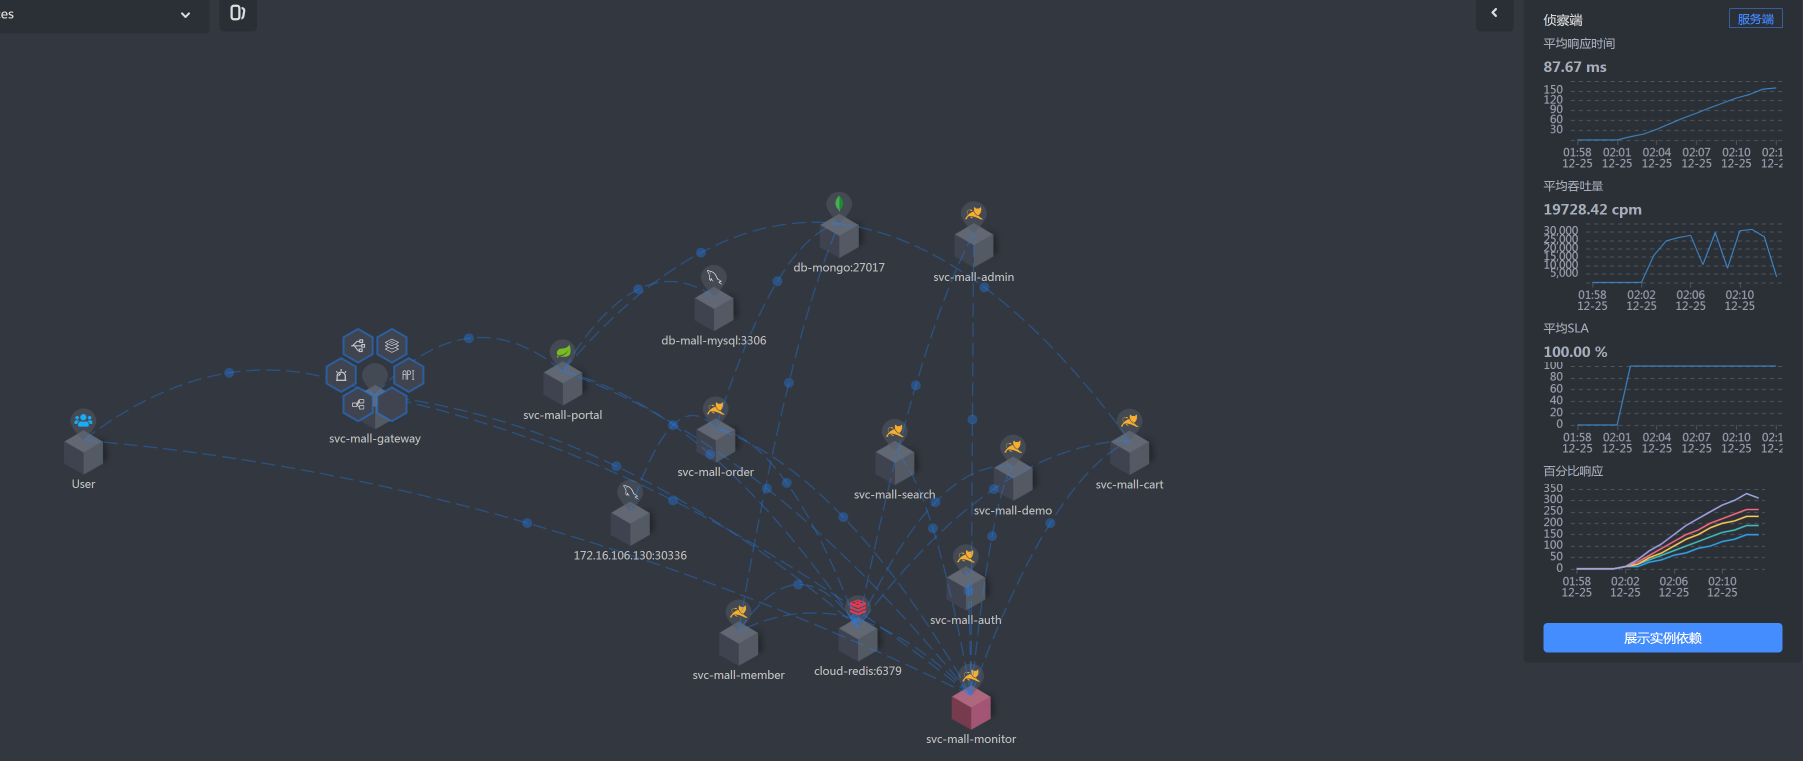 es
db-mongo:27017
svc-mall-admin
db-mall-mysql:3306
svc-mall-portal
API
svc-mall-gateway
svc-mall-order
User
svc-mall-search
svc-mall-cart
svc-mall-demo
172.16.106.130:30336
svc-mall-auth
svc-mall-member
cloud-redis:6379
svc-mall-monitor
侦察端
服务端
平均响应时间
87.67 ms
150
120
90
60
30
01:58 02:01 02:04 02:07 02:10 02:1
12-25 12-25 12-25 12-25 12-25 12-2
平均吞吐量
19728.42 cpm
30,000
25,000
20,000
15,000
10,000
5,000
01:58 02:02 02:06 02:10
12-25 12-25 12-25 12-25
平均SLA
100.00 %
100
80
60
40
20
0
01:58 02:01 02:04 02:07 02:10 02:1
12-25 12-25 12-25 12-25 12-25 12-2
百分比响应
350
300
250
200
150
100
50
0
01:58 02:02 02:06 02:10
12-25 12-25 12-25 12-25
展示实例依赖